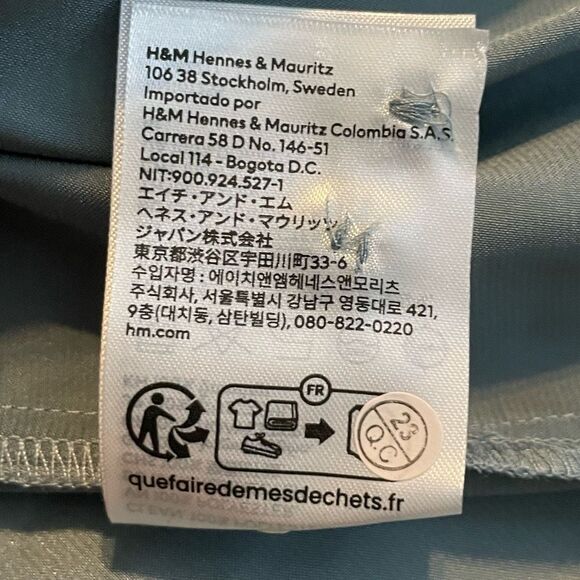 H&M Hennes & Mauritz
106 38 Stockholm, Sweden
Importado por
H&M Hennes & Mauritz Colombia S.A.S.
Carrera 58 D No. 146-51
Local 114 - Bogota D.C.
NIT:900.924.527-1
エイチ・アンド・エム
ヘネス・アンド・マウリッツ
ジャパン株式会社
東京都渋谷区宇田川町33-6
수입자명 : 에이치앤엠헤네스앤모리츠
주식회사, 서울특별시 강남구 영동대로 421,
9층(대치동, 삼탄빌딩), 080-822-0220
hm.com
FR
23
Q.C
quefairedemesdechets.fr